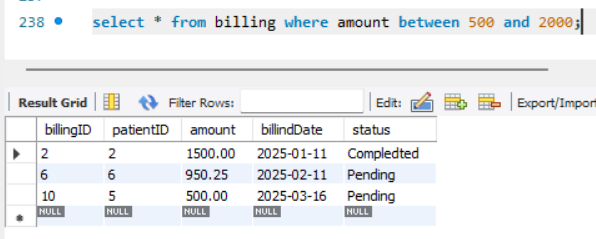 238 select * from billing where amount between 500 and 2000;
Result Grid Filter Rows: Edit: Export/Import
billingID patientID amount billindDate status
2 2 1500.00 2025-01-11 Compledted
6 6 950.25 2025-02-11 Pending
10 5 500.00 2025-03-16 Pending
NULL NULL NULL NULL NULL